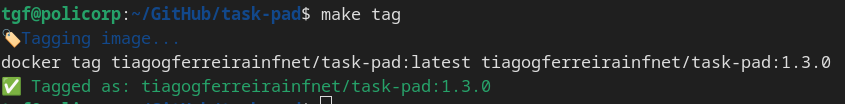 tgf@policorp:~/GitHub/task-pad$ make tag
🏷️Tagging image...
docker tag tiagogferreirainfnet/task-pad:latest tiagogferreirainfnet/task-pad:1.3.0
✅ Tagged as: tiagogferreirainfnet/task-pad:1.3.0